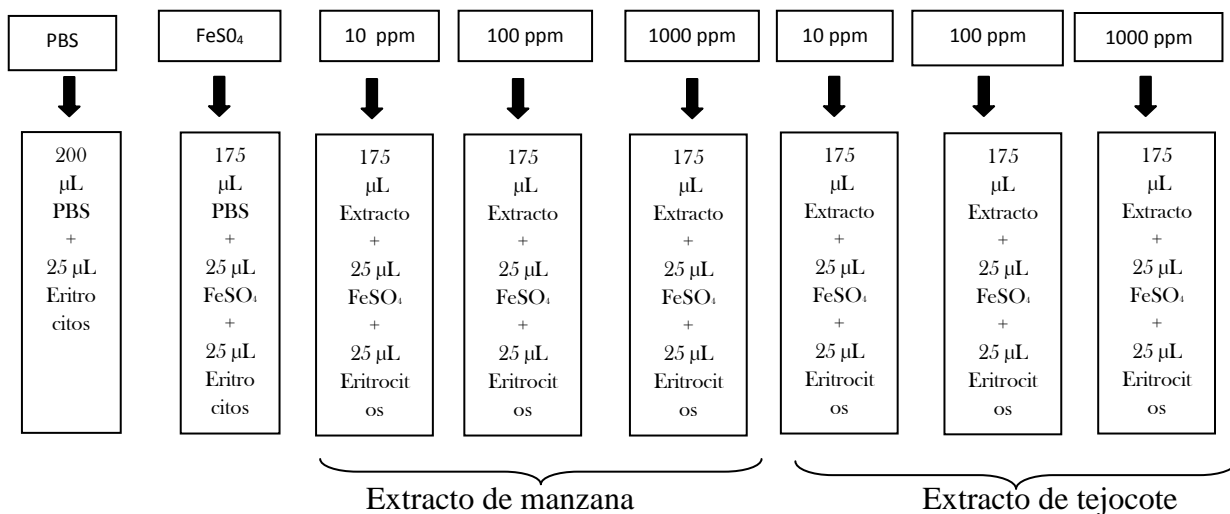 PBS
FeS0₄
10 ppm
100 ppm
1000 ppm
10 ppm
100 ppm
1000 ppm
200
μL
PBS
+
25 μL
Eritro
citos
175
μL
PBS
+
25 μL
FeSO₄
+
25 μL
Eritro
citos
175
μL
Extracto
+
25 μL
FeSO₄
+
25 μL
Eritrocit
os
175
μL
Extracto
+
25 μL
FeSO₄
+
25 μL
Eritrocit
os
175
μL
Extracto
+
25 μL
FeSO₄
+
25 μL
Eritrocit
os
175
μL
Extracto
+
25 μL
FeSO₄
+
25 μL
Eritrocit
os
175
μL
Extracto
+
25 μL
FeSO₄
+
25 μL
Eritrocit
os
175
μL
Extracto
+
25 μL
FeSO₄
+
25 μL
Eritrocit
os
Extracto de manzana
Extracto de tejocote